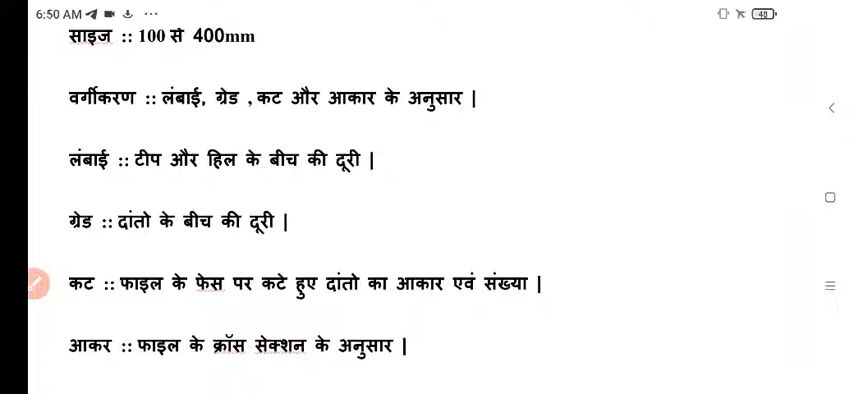 6:50 AM ... 48
साइज :: 100 से 400mm
वर्गीकरण :: लंबाई, ग्रेड , कट और आकार के अनुसार |
लंबाई :: टीप और हिल के बीच की दूरी |
ग्रेड :: दांतो के बीच की दूरी |
कट :: फाइल के फेस पर कटे हुए दांतो का आकार एवं संख्या |
आकर :: फाइल के क्रॉस सेक्शन के अनुसार |